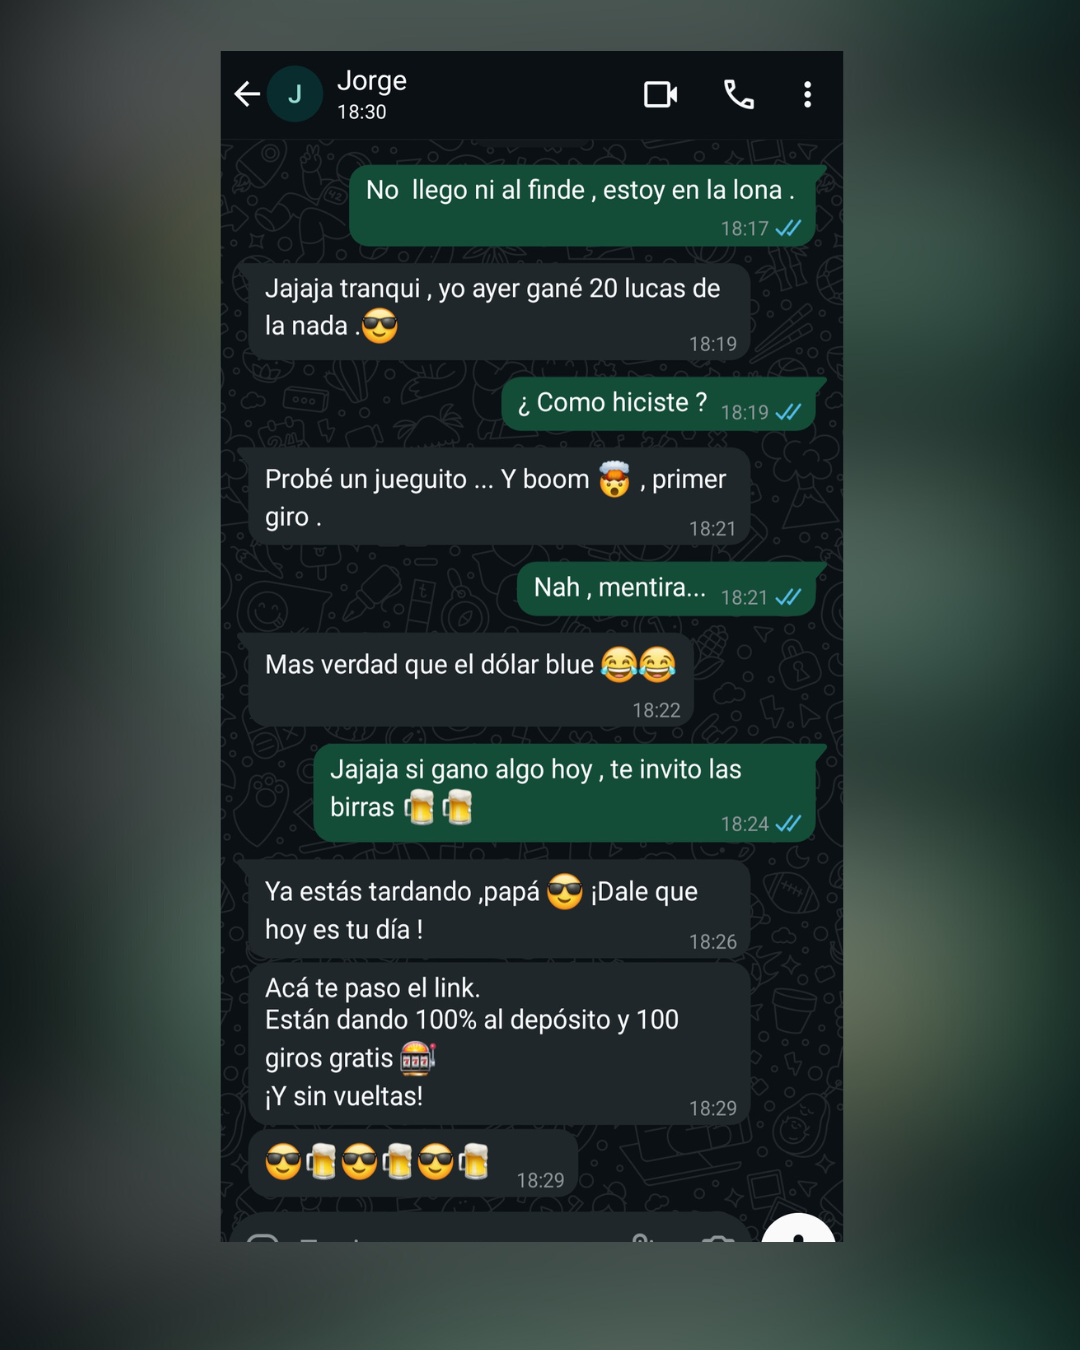 Jorge
18:30
No llego ni al finde , estoy en la lona .
18:17
Jajaja tranqui , yo ayer gané 20 lucas de
la nada .😎
18:19
¿ Como hiciste ?
18:19
Probé un jueguito ... Y boom 🤯 , primer
giro .
18:21
Nah , mentira...
18:21
Mas verdad que el dólar blue 😂😂
18:22
Jajaja si gano algo hoy , te invito las
birras 🍺🍺
18:24
Ya estás tardando ,papá 😎 ¡Dale que
hoy es tu día !
18:26
Acá te paso el link.
Están dando 100% al depósito y 100
giros gratis 🎰
¡Y sin vueltas!
18:29
😎🍺😎🍺😎🍺
18:29